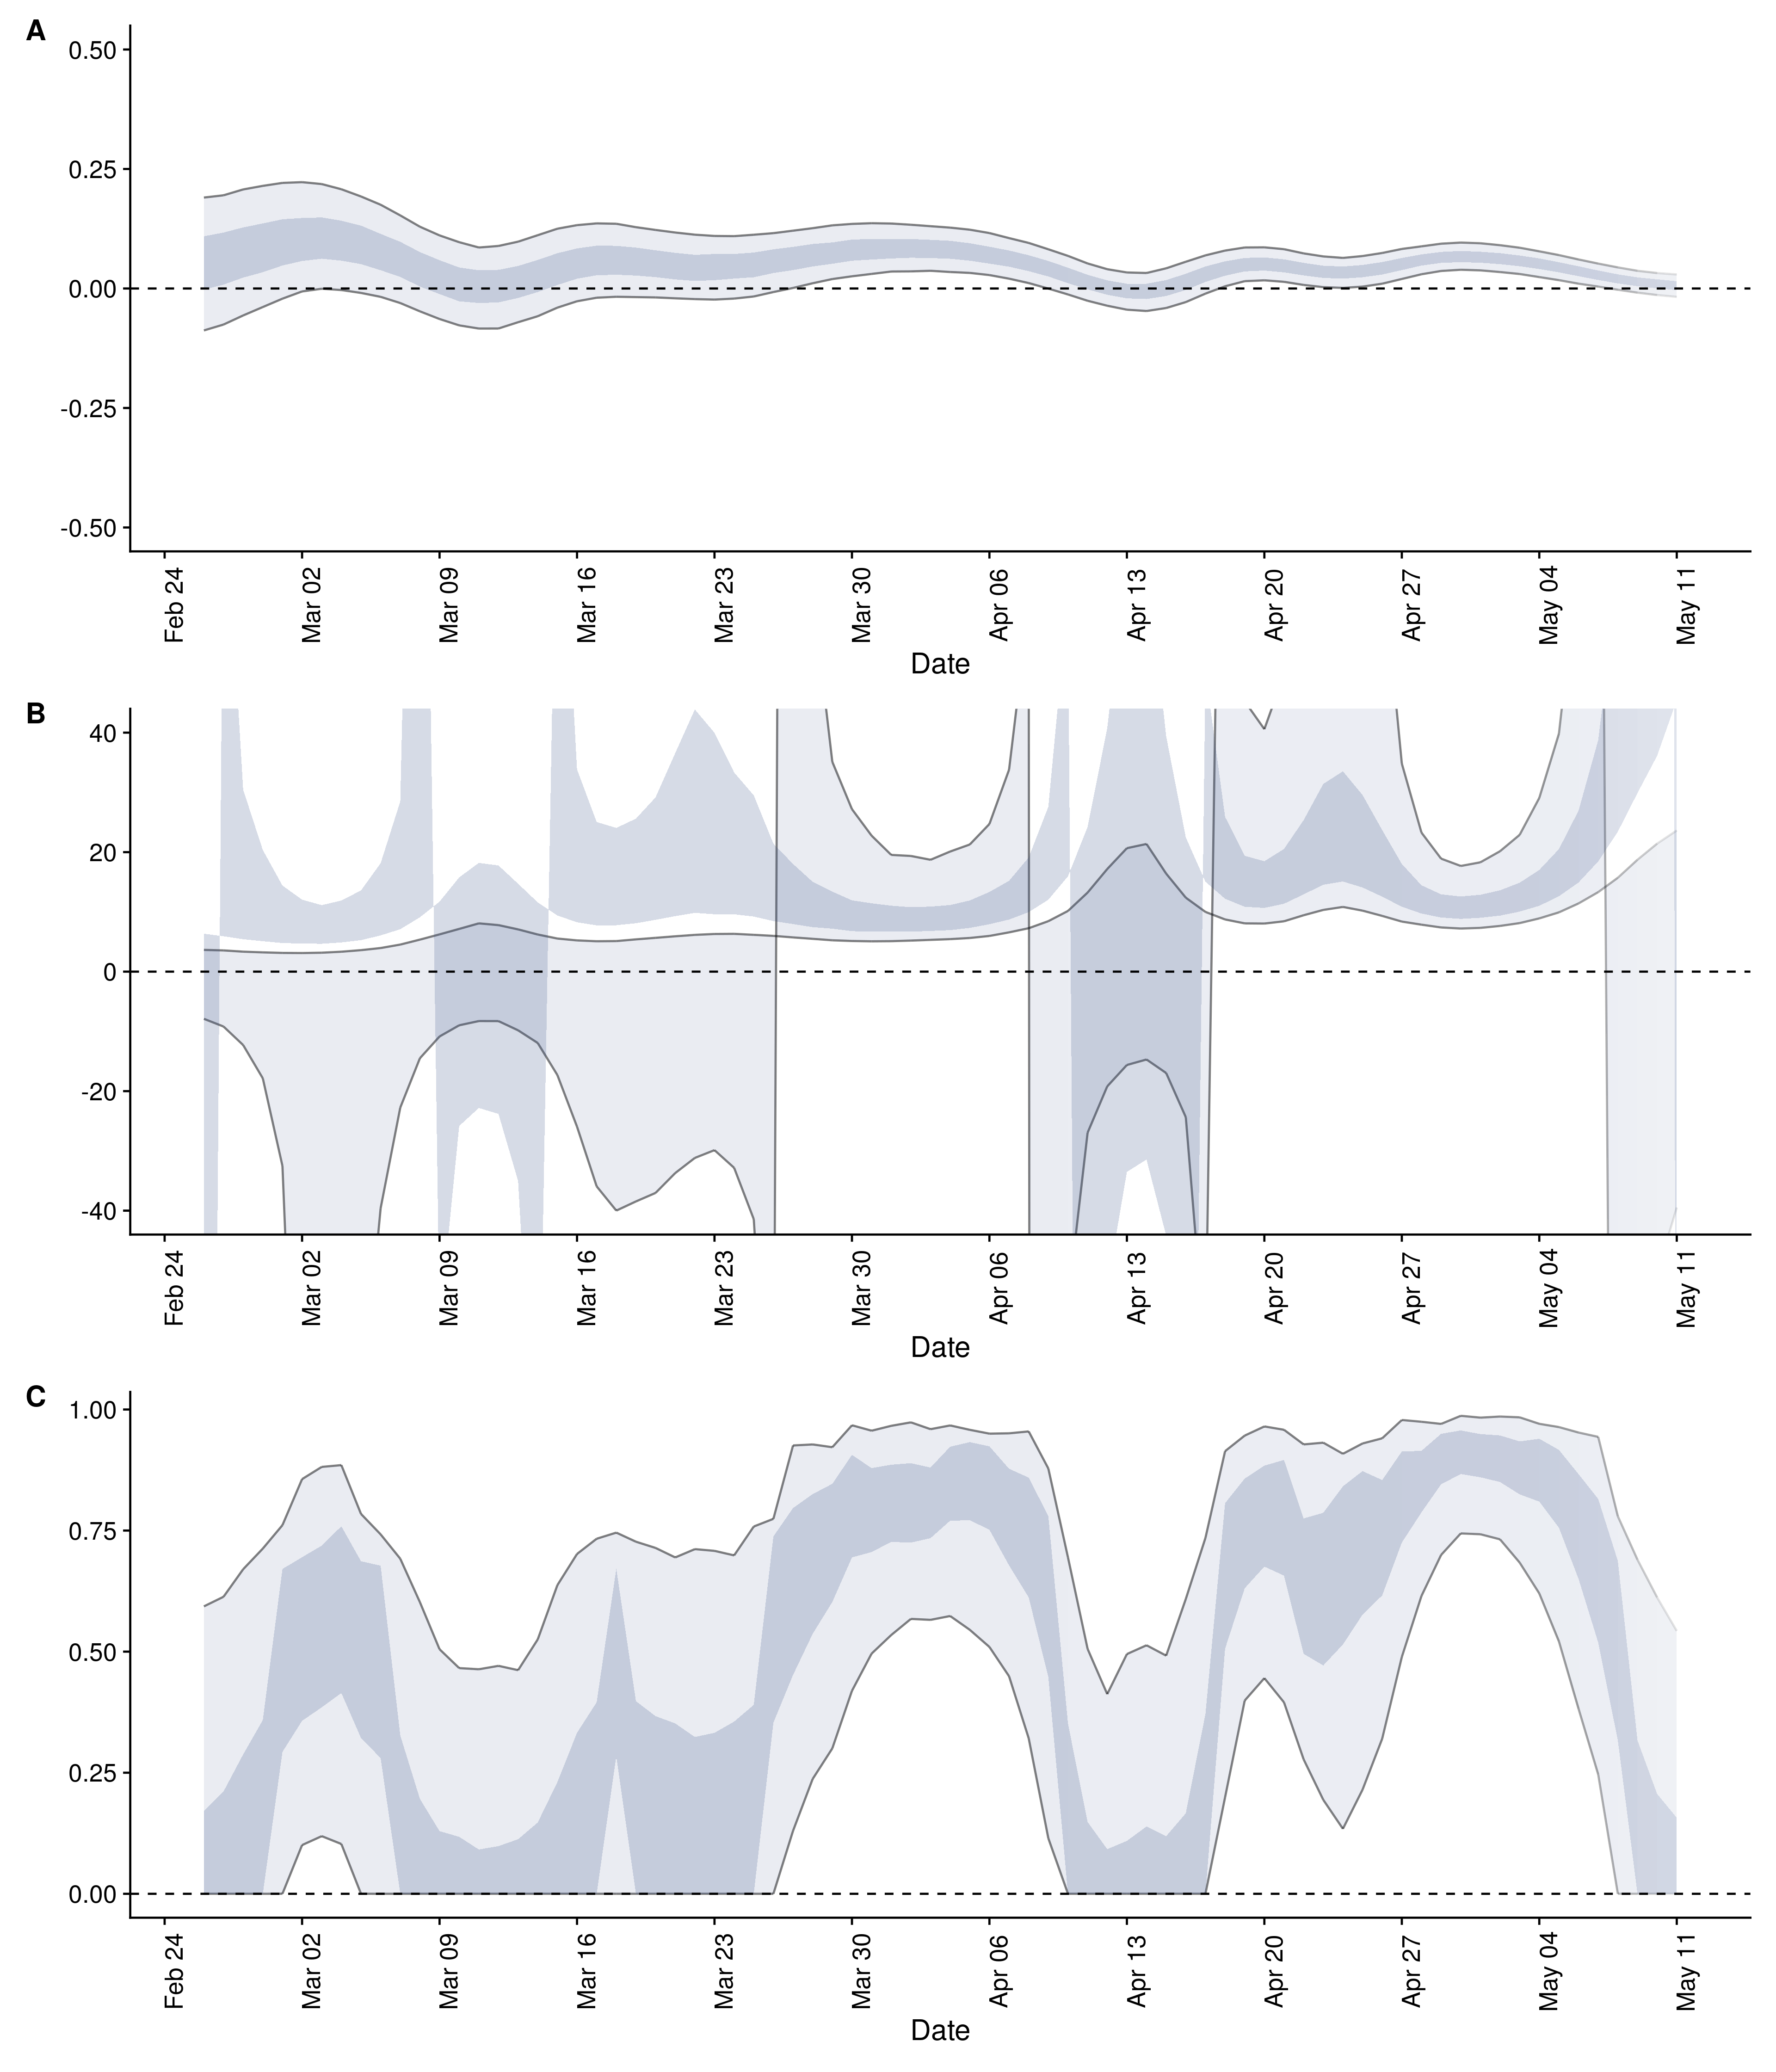 A
0.50
0.25
0.00
-0.25
-0.50
Feb 24
Mar 02
Mar 09
Mar 16
Mar 23
Mar 30
Apr 06
Apr 13
Apr 20
Apr 27
May 04
May 11
Date
B
40
20
0
-20
-40
Feb 24
Mar 02
Mar 09
Mar 16
Mar 23
Mar 30
Apr 06
Apr 13
Apr 20
Apr 27
May 04
May 11
Date
C
1.00
0.75
0.50
0.25
0.00
Feb 24
Mar 02
Mar 09
Mar 16
Mar 23
Mar 30
Apr 06
Apr 13
Apr 20
Apr 27
May 04
May 11
Date